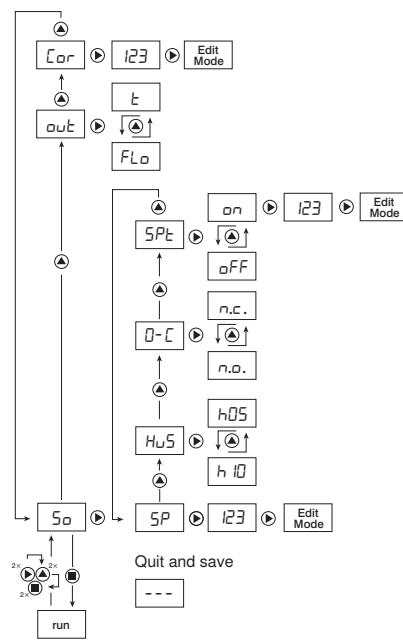 Cor 123 Edit Mode
t
out
FLo
on 123 Edit Mode
SPt
oFF
n.c.
O-C
n.o.
h05
HuS
h10
So SP 123 Edit Mode
2× 2×
2×
Quit and save
---
run